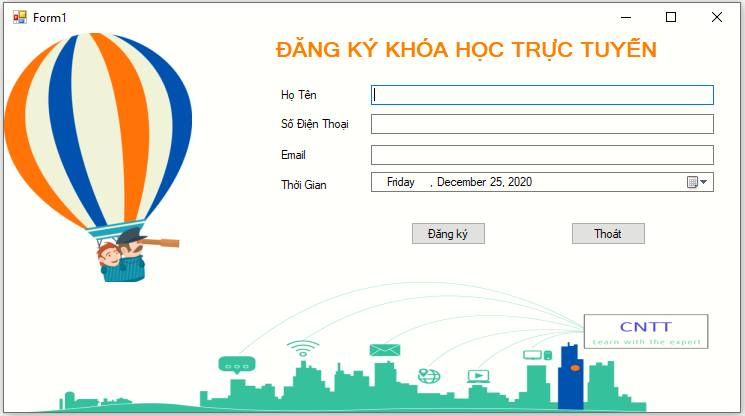 Form1
ĐĂNG KÝ KHÓA HỌC TRỰC TUYẾN
Họ Tên
Số Điện Thoại
Email
Thời Gian Friday , December 25, 2020
Đăng ký Thoát
CNTT
Learn with the expert